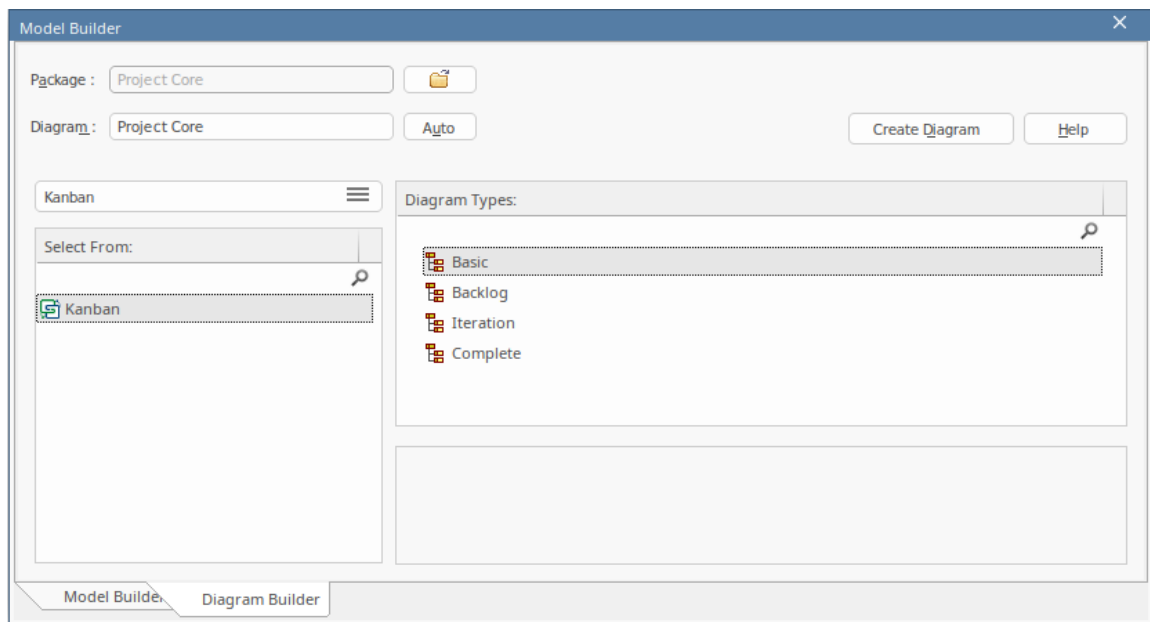 Model Builder
Package : Project Core
Diagram : Project Core Auto Create Diagram Help
Kanban
Diagram Types:
Select From:
Basic
Kanban
Backlog
Iteration
Complete
Model Builder
Diagram Builder